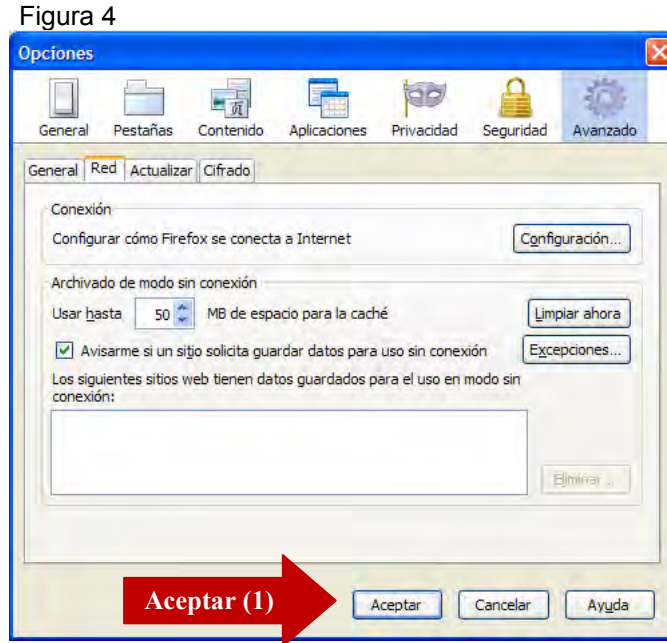 Figura 4
Opciones
General Pestañas Contenido Aplicaciones Privacidad Seguridad Avanzado
General Red Actualizar Cifrado
Conexión
Configurar cómo Firefox se conecta a Internet Configuración...
Archivado de modo sin conexión
Usar hasta 50 MB de espacio para la caché Limpiar ahora
Avisarme si un sitio solicita guardar datos para uso sin conexión Excepciones...
Los siguientes sitios web tienen datos guardados para el uso en modo sin
conexión:
Eliminar...
Aceptar (1) Aceptar Cancelar Ayuda